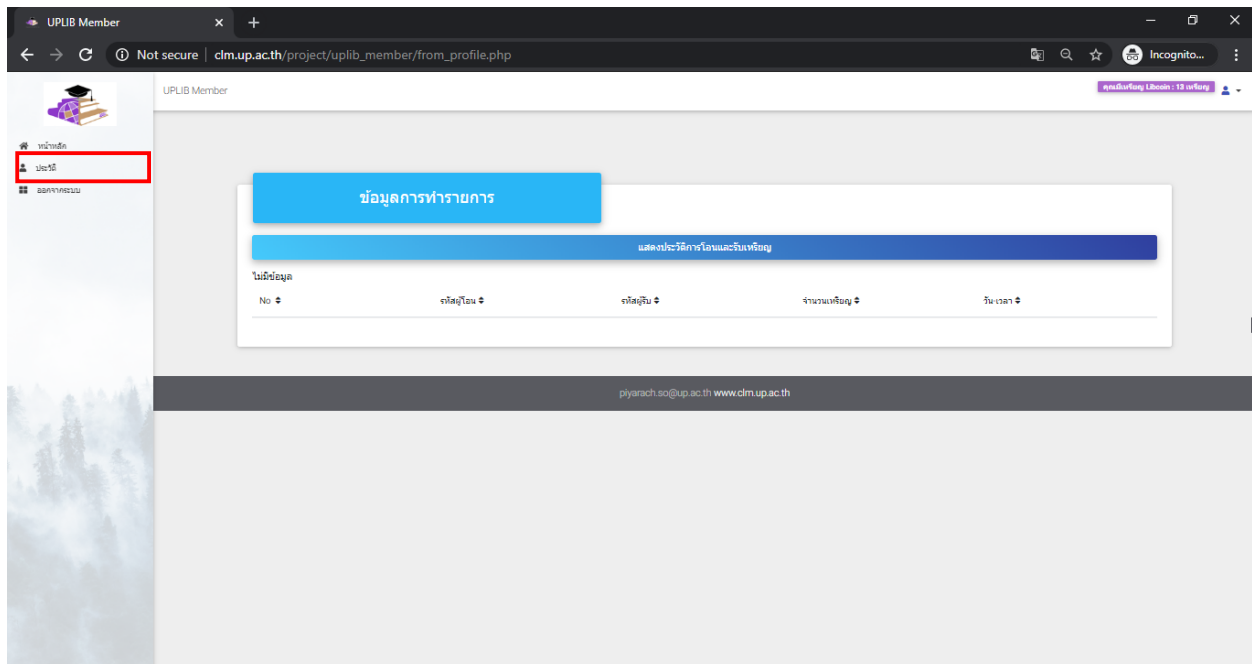 UPLIB Member
Not secure | clm.up.ac.th/project/uplib_member/from_profile.php
Incognito...
UPLIB Member
คุณมีเหรียญ Libcoin : 13 เหรียญ
หน้าหลัก
ประวัติ
ออกจากระบบ
ข้อมูลการทำรายการ
แสดงประวัติการโอนและรับเหรียญ
ไม่มีข้อมูล
No รหัสผู้โอน รหัสผู้รับ จำนวนเหรียญ วัน-เวลา
piyarach.so@up.ac.th www.clm.up.ac.th